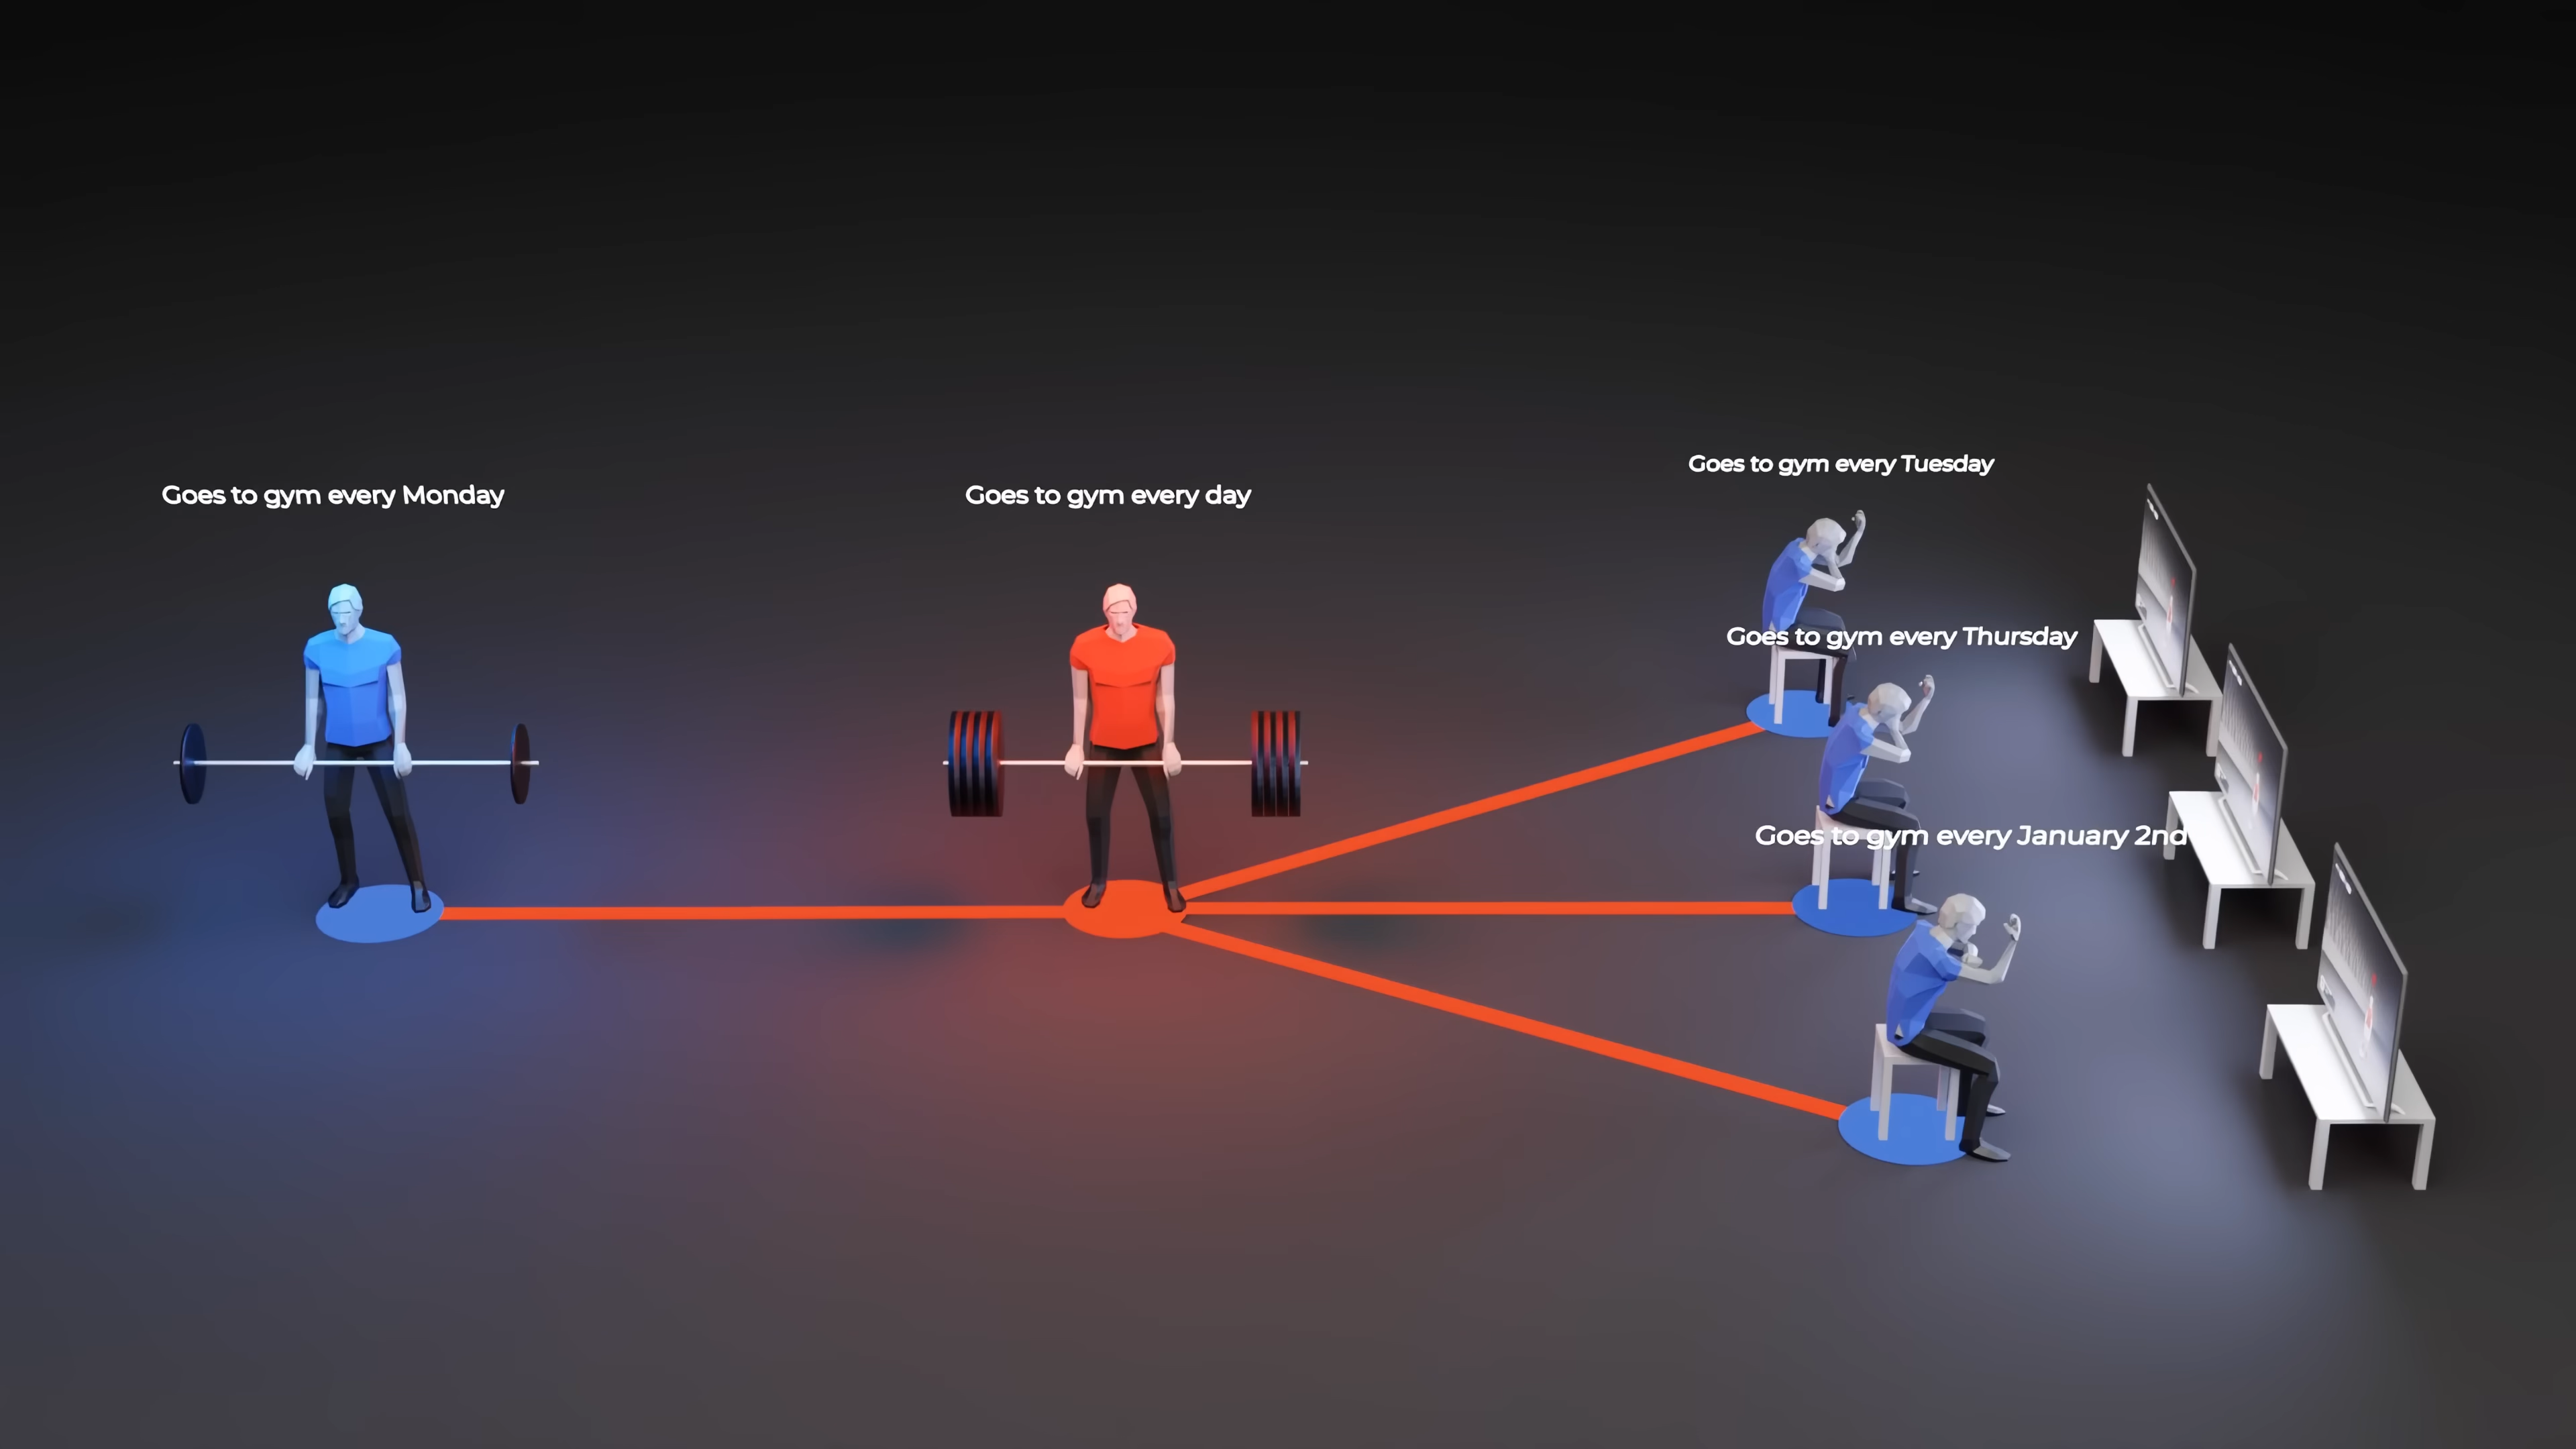 Goes to gym every Monday
Goes to gym every day
Goes to gym every Tuesday
Goes to gym every Thursday
Goes to gym every January 2nd